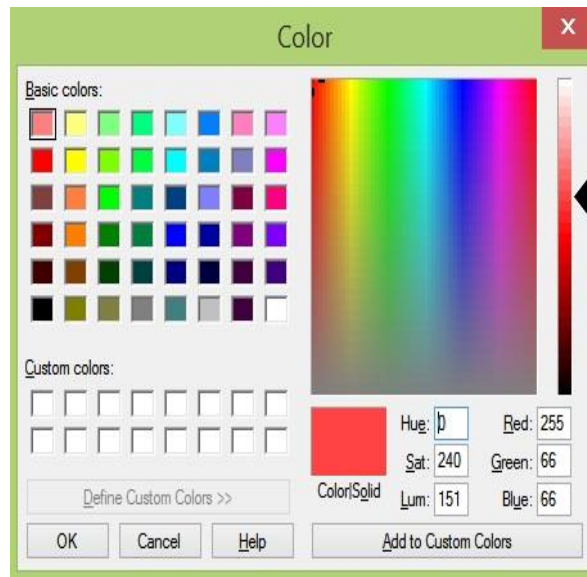 Color
X
Basic colors:
Custom colors:
Define Custom Colors >>
OK Cancel Help
Color|Solid
Hue: 0 Red: 255
Sat: 240 Green: 66
Lum: 151 Blue: 66
Add to Custom Colors